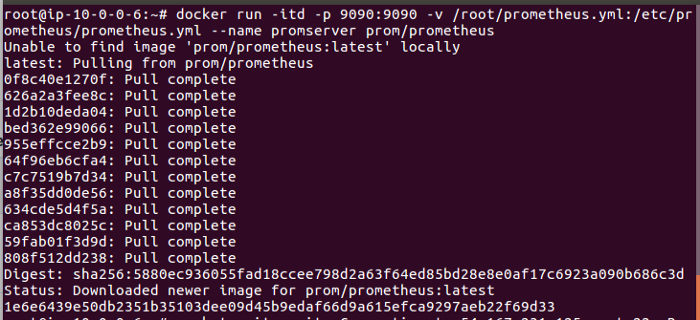 root@ip-10-0-0-6:~# docker run -itd -p 9090:9090 -v /root/prometheus.yml:/etc/pr
ometheus/prometheus.yml --name promserver prom/prometheus
Unable to find image 'prom/prometheus:latest' locally
latest: Pulling from prom/prometheus
0f8c40e1270f: Pull complete
626a2a3fee8c: Pull complete
1d2b10deda04: Pull complete
bed362e99066: Pull complete
955effcce2b9: Pull complete
64f96eb6cfa4: Pull complete
c7c7519b7d34: Pull complete
a8f35dd0de56: Pull complete
634cde5d4f5a: Pull complete
ca853dc8025c: Pull complete
59fab01f3d9d: Pull complete
808f512dd238: Pull complete
Digest: sha256:5880ec936055fad18ccee798d2a63f64ed85bd28e8e0af17c6923a090b686c3d
Status: Downloaded newer image for prom/prometheus:latest
1e6e6439e50db2351b35103dee09d45b9edaf66d9a615efca9297aeb22f69d33